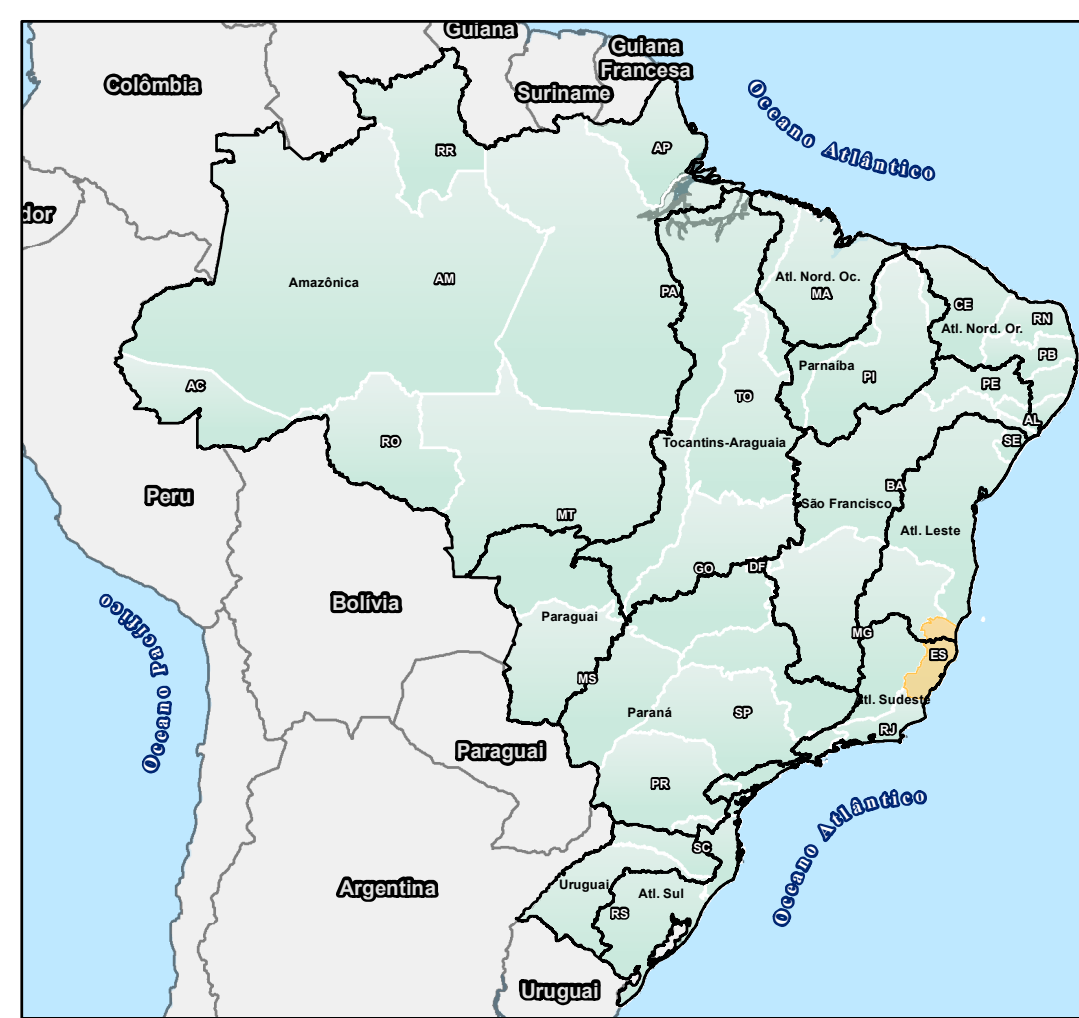 Guiana
Guiana
Francesa
Colômbia
Suriname
Oceano Atlântico
RR
AP
dor
Amazônica
AM
PA
Atl. Nord. Oc.
MA
CE
RN
Atl. Nord. Or.
PB
Parnaíba
PI
PE
AC
TO
AL
RO
Tocantins-Araguaia
SE
Peru
BA
São Francisco
MT
Atl. Leste
GO
DF
Bolívia
Paraguai
MG
Oceano Pacífico
ES
MS
Atl. Sudeste
Paraná
SP
RJ
Paraguai
PR
Oceano Atlântico
SC
Argentina
Uruguai
Atl. Sul
RS
Uruguai